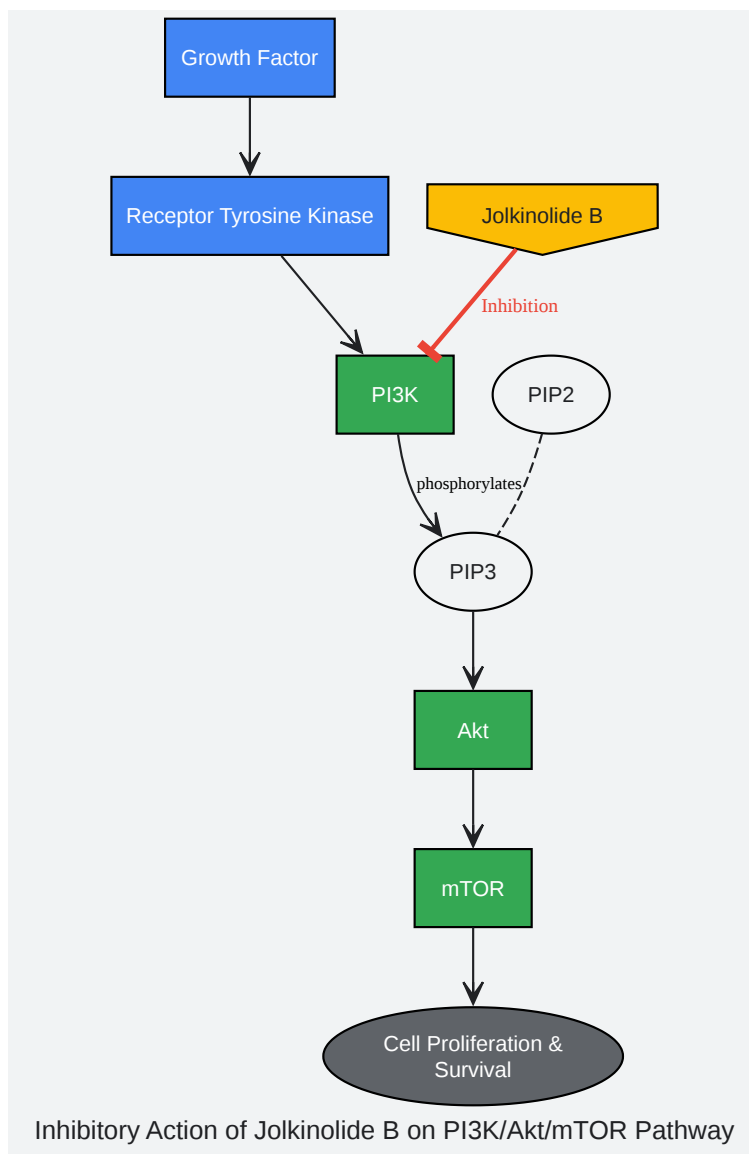 Growth Factor
Receptor Tyrosine Kinase
Jolkinolide B
Inhibition
PI3K
PIP2
phosphorylates
PIP3
Akt
mTOR
Cell Proliferation &
Survival
Inhibitory Action of Jolkinolide B on PI3K/Akt/mTOR Pathway